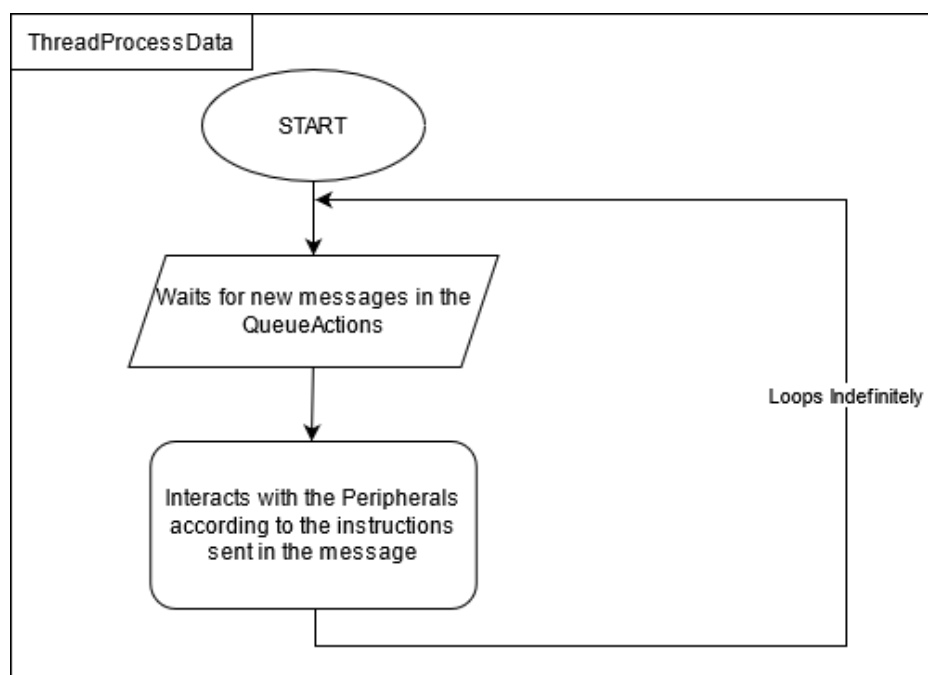 ThreadProcessData
START
Waits for new messages in the
QueueActions
Loops Indefinitely
Interacts with the Peripherals
according to the instructions
sent in the message